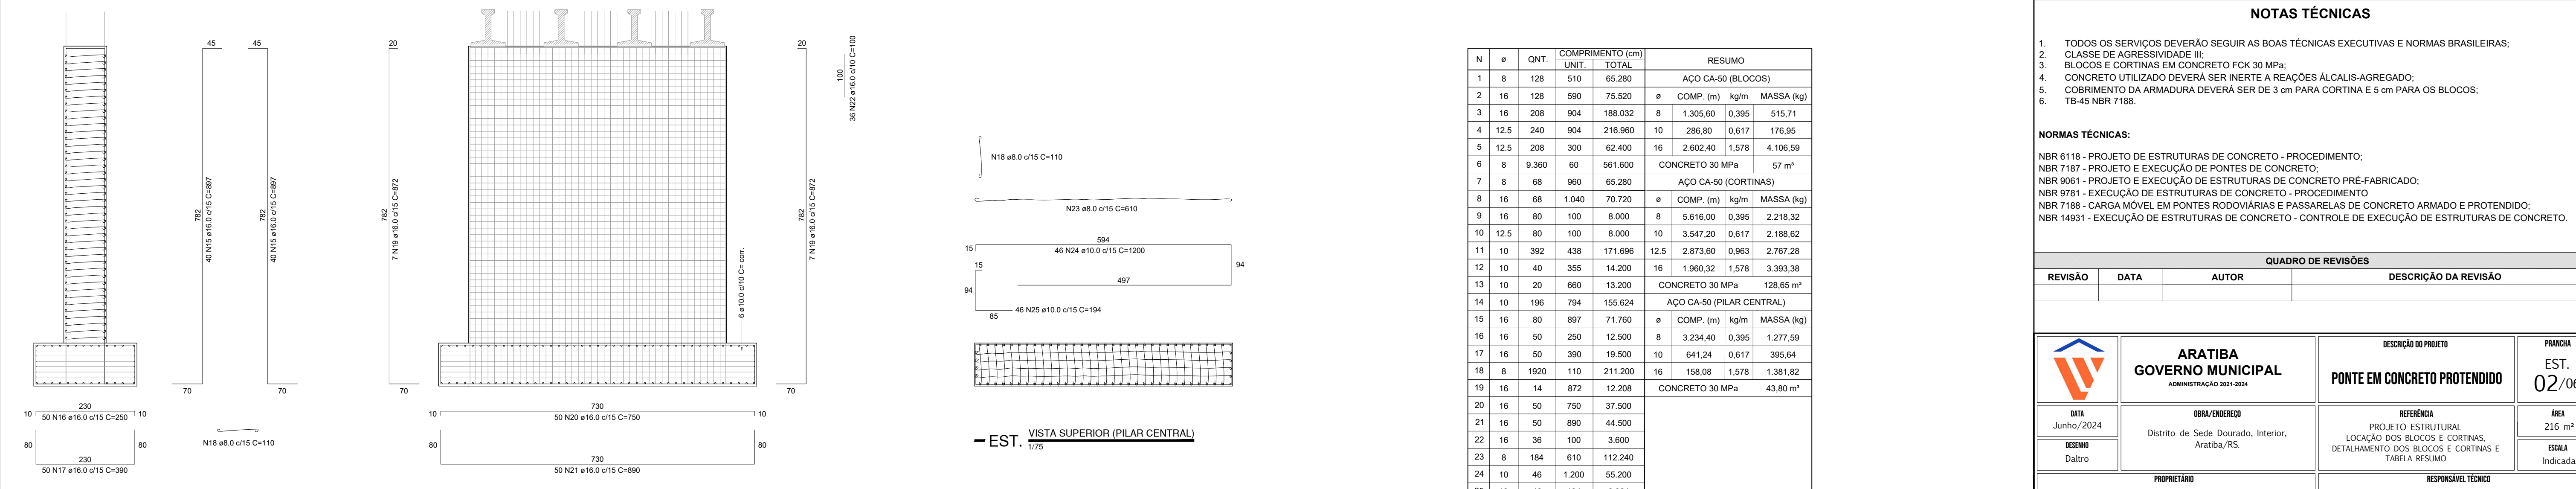 45
45
782
40 N15 ø16.0 c/15 C=897
782
40 N15 ø16.0 c/15 C=897
70
70
230
10
10
50 N16 ø16.0 c/15 C=250
80
80
230
50 N17 ø16.0 c/15 C=390
N18 ø8.0 c/15 C=110
20
20
782
7 N19 ø16.0 c/15 C=872
782
7 N19 ø16.0 c/15 C=872
100
36 N22 ø16.0 c/10 C=100
6 ø10.0 c/10 C= corr.
70
70
730
10
10
50 N20 ø16.0 c/15 C=750
80
80
730
50 N21 ø16.0 c/15 C=890
N18 ø8.0 c/15 C=110
N23 ø8.0 c/15 C=610
594
15
46 N24 ø10.0 c/15 C=1200
94
497
15
94
85
46 N25 ø10.0 c/15 C=194
EST. VISTA SUPERIOR (PILAR CENTRAL)
1/75
N ø QNT. COMPRIMENTO (cm) RESUMO
UNIT. TOTAL
1 8 128 510 65.280 AÇO CA-50 (BLOCOS)
2 16 128 590 75.520 ø COMP. (m) kg/m MASSA (kg)
3 16 208 904 188.032 8 1.305,60 0,395 515,71
4 12.5 240 904 216.960 10 286,80 0,617 176,95
5 12.5 208 300 62.400 16 2.602,40 1,578 4.106,59
6 8 9.360 60 561.600 CONCRETO 30 MPa 57 m³
7 8 68 960 65.280 AÇO CA-50 (CORTINAS)
8 16 68 1.040 70.720 ø COMP. (m) kg/m MASSA (kg)
9 16 80 100 8.000 8 5.616,00 0,395 2.218,32
10 12.5 80 100 8.000 10 3.547,20 0,617 2.188,62
11 10 392 438 171.696 12.5 2.873,60 0,963 2.767,28
12 10 40 355 14.200 16 1.960,32 1,578 3.393,38
13 10 20 660 13.200 CONCRETO 30 MPa 128,65 m³
14 10 196 794 155.624 AÇO CA-50 (PILAR CENTRAL)
15 16 80 897 71.760 ø COMP. (m) kg/m MASSA (kg)
16 16 50 250 12.500 8 3.234,40 0,395 1.277,59
17 16 50 390 19.500 10 641,24 0,617 395,64
18 8 1920 110 211.200 16 158,08 1,578 1.381,82
19 16 14 872 12.208 CONCRETO 30 MPa 43,80 m³
20 16 50 750 37.500
21 16 50 890 44.500
22 16 36 100 3.600
23 8 184 610 112.240
24 10 46 1.200 55.200
NOTAS TÉCNICAS
1. TODOS OS SERVIÇOS DEVERÃO SEGUIR AS BOAS TÉCNICAS EXECUTIVAS E NORMAS BRASILEIRAS;
2. CLASSE DE AGRESSIVIDADE III;
3. BLOCOS E CORTINAS EM CONCRETO FCK 30 MPa;
4. CONCRETO UTILIZADO DEVERÁ SER INERTE A REAÇÕES ÁLCALIS-AGREGADO;
5. COBRIMENTO DA ARMADURA DEVERÁ SER DE 3 cm PARA CORTINA E 5 cm PARA OS BLOCOS;
6. TB-45 NBR 7188.
NORMAS TÉCNICAS:
NBR 6118 - PROJETO DE ESTRUTURAS DE CONCRETO - PROCEDIMENTO;
NBR 7187 - PROJETO E EXECUÇÃO DE PONTES DE CONCRETO;
NBR 9061 - PROJETO E EXECUÇÃO DE ESTRUTURAS DE CONCRETO PRÉ-FABRICADO;
NBR 9781 - EXECUÇÃO DE ESTRUTURAS DE CONCRETO - PROCEDIMENTO
NBR 7188 - CARGA MÓVEL EM PONTES RODOVIÁRIAS E PASSARELAS DE CONCRETO ARMADO E PROTENDIDO;
NBR 14931 - EXECUÇÃO DE ESTRUTURAS DE CONCRETO - CONTROLE DE EXECUÇÃO DE ESTRUTURAS DE CONCRETO.
QUADRO DE REVISÕES
REVISÃO DATA AUTOR DESCRIÇÃO DA REVISÃO
ARATIBA
GOVERNO MUNICIPAL
ADMINISTRAÇÃO 2021-2024
DESCRIÇÃO DO PROJETO
PONTE EM CONCRETO PROTENDIDO
PRANCHA
EST.
02/06
DATA
Junho/2024
DESENHO
Daltro
OBRA/ENDEREÇO
Distrito de Sede Dourado, Interior,
Aratiba/RS.
REFERÊNCIA
PROJETO ESTRUTURAL
LOCAÇÃO DOS BLOCOS E CORTINAS,
DETALHAMENTO DOS BLOCOS E CORTINAS E
TABELA RESUMO
ÁREA
216 m²
ESCALA
Indicada
PROPRIETÁRIO
RESPONSÁVEL TÉCNICO